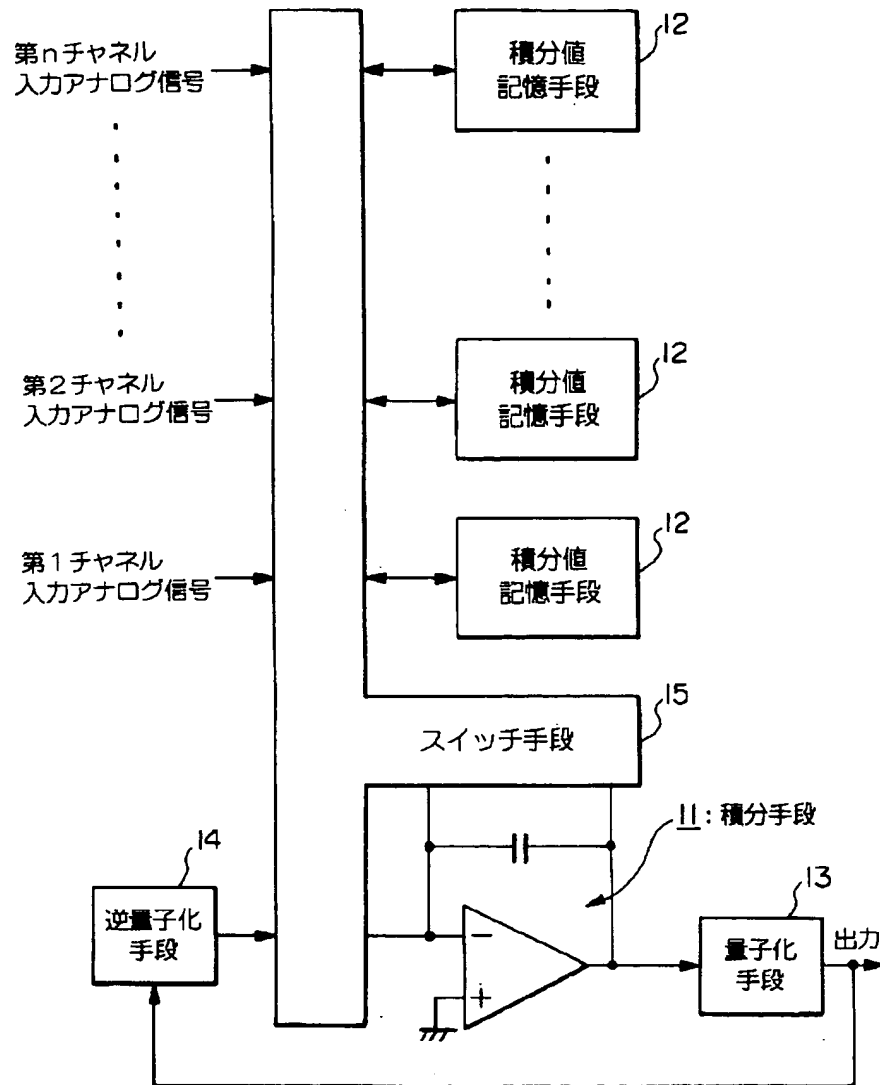 第nチャネル
入力アナログ信号
12
積分値
記憶手段
第2チャネル
入力アナログ信号
12
積分値
記憶手段
第1チャネル
入力アナログ信号
12
積分値
記憶手段
15
スイッチ手段
11:積分手段
14
逆量子化
手段
−
+
13
量子化
手段
出力